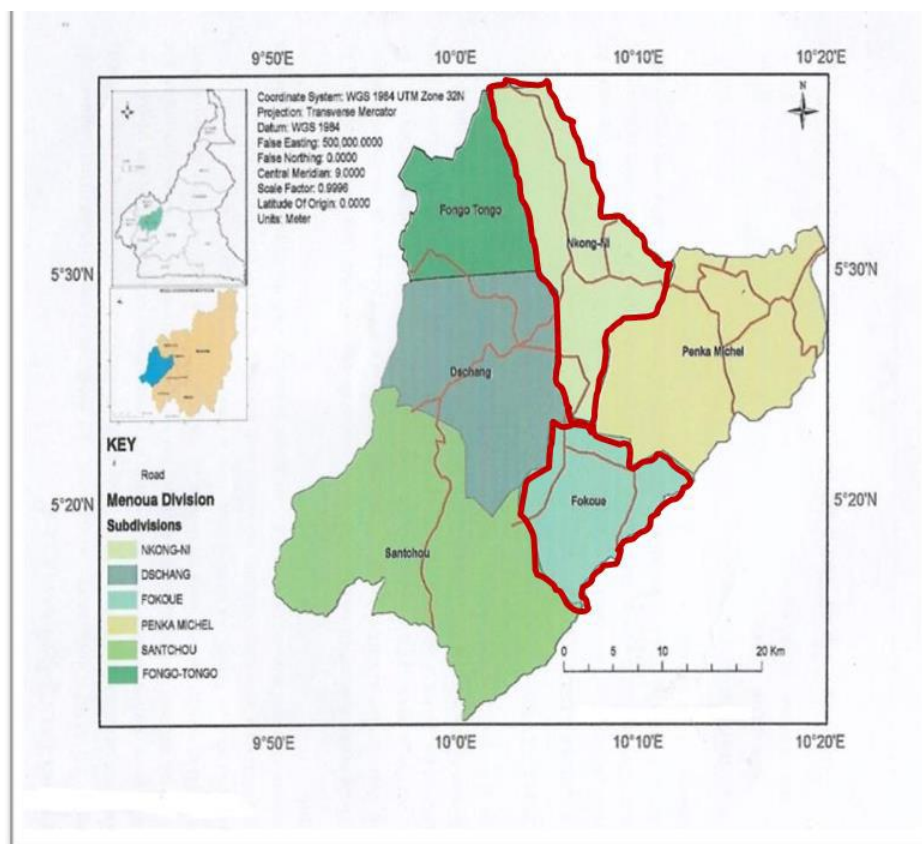 9°50'E 10°0'E 10°10'E 10°20'E
N
Coordinate System: WGS 1984 UTM Zone 32N
Projection: Transverse Mercator
Datum: WGS 1984
False Easting: 500,000.0000
False Northing: 0.0000
Central Meridian: 9.0000
Scale Factor: 0.9996
Latitude Of Origin: 0.0000
Units: Meter
Fongo Tongo
Nkong-Ni
5°30'N 5°30'N
Penka Michel
Dschang
KEY
Road
Menoua Division
5°20'N 5°20'N
Subdivisions
Fokoue
NKONG-NI
Santchou
DSCHANG
FOKOUE
PENKA MICHEL
SANTCHOU
FONGO-TONGO
0 5 10 20 Km
9°50'E 10°0'E 10°10'E 10°20'E